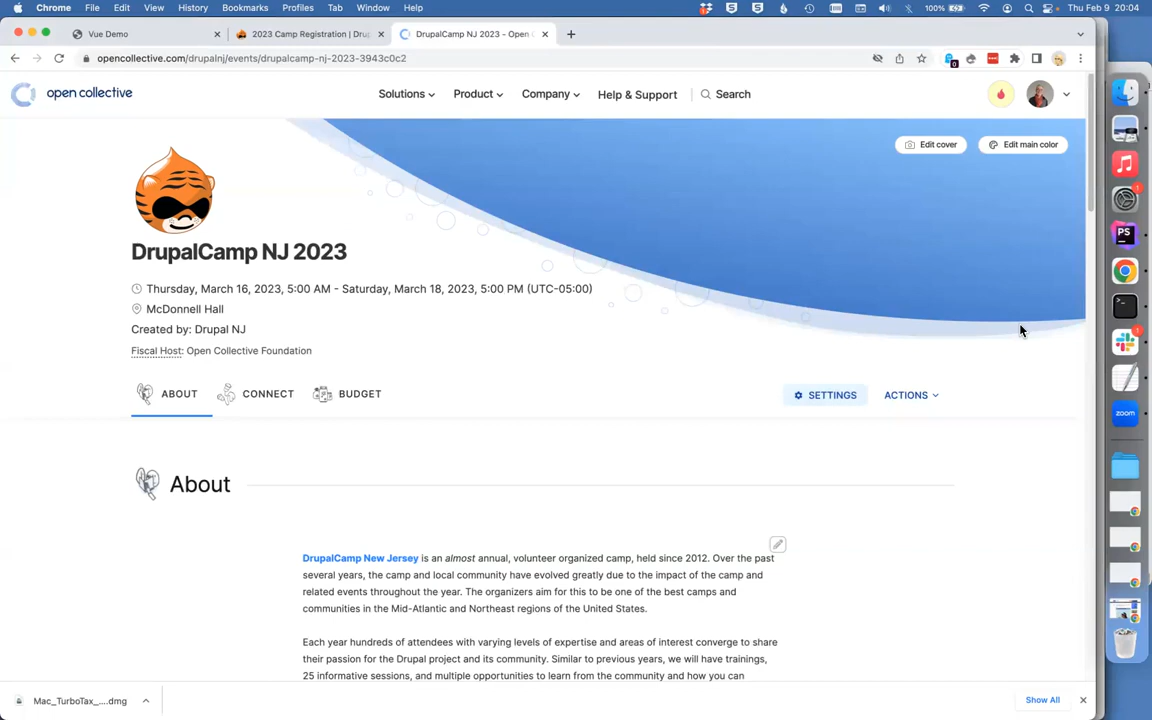 Chrome File Edit View History Bookmarks Profiles Tab Window Help 100% Thu Feb 9 20:04
Vue Demo 2023 Camp Registration | Dru DrupalCamp NJ 2023 - Open C
opencollective.com/drupalnj/events/drupalcamp-nj-2023-3943c0c2
open collective Solutions Product Company Help & Support Search
Edit cover Edit main color
DrupalCamp NJ 2023
Thursday, March 16, 2023, 5:00 AM - Saturday, March 18, 2023, 5:00 PM (UTC-05:00)
McDonnell Hall
Created by: Drupal NJ
Fiscal Host: Open Collective Foundation
ABOUT CONNECT BUDGET SETTINGS ACTIONS
About
DrupalCamp New Jersey is an almost annual, volunteer organized camp, held since 2012. Over the past
several years, the camp and local community have evolved greatly due to the impact of the camp and
related events throughout the year. The organizers aim for this to be one of the best camps and
communities in the Mid-Atlantic and Northeast regions of the United States.
Each year hundreds of attendees with varying levels of expertise and areas of interest converge to share
their passion for the Drupal project and its community. Similar to previous years, we will have trainings,
25 informative sessions, and multiple opportunities to learn from the community and how you can
Mac_TurboTax_....dmg Show All
PS
zoom